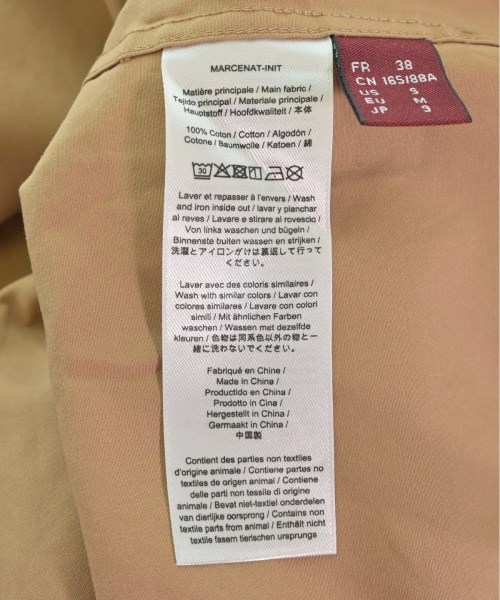 MARCENAT-INIT
Matière principale / Main fabric /
Tejido principal / Materiale principale /
Hauptstoff / Hoofdkwaliteit / 本体
100% Coton / Cotton / Algodón /
Cotone / Baumwolle / Katoen / 綿
30
Laver et repasser à l'envers / Wash
and iron inside out / lavar y planchar
al reves / Lavare e stirare al rovescio /
Von links waschen und bügeln /
Binnenste buiten wassen en strijken /
洗濯とアイロンがけは裏返して行って
ください。
Laver avec des coloris similaires /
Wash with similar colors / Lavar con
colores similares / Lavare con colori
simili / Mit ähnlichen Farben
waschen / Wassen met dezelfde
kleuren / 色物は同系色以外の物と一
緒に洗わないでください。
Fabriqué en Chine /
Made in China /
Productido en China /
Prodotto in Cina /
Hergestellt in China /
Germaakt in China /
中国製
Contient des parties non textiles
d'origine animale / Contiene partes no
textiles de origen animal / Contiene
delle parti non tessile di origine
animale / Bevat niet-textiel onderdelen
van dierlijke oorsprong / Contains non
textile parts from animal / Enthält nicht
textile fasern tierischen ursprungs
FR 38
CN 165/88A
US S
EU M
JP 3